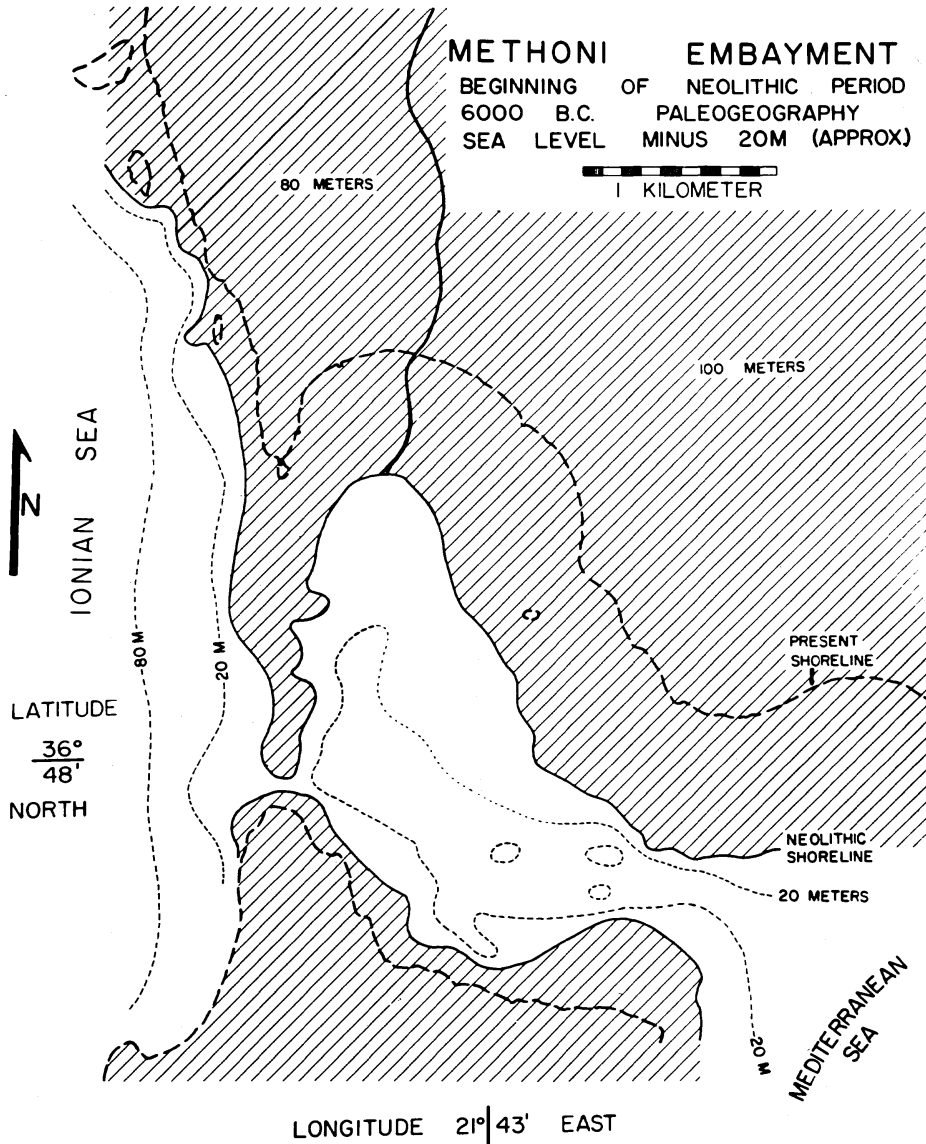 METHONI EMBAYMENT
BEGINNING OF NEOLITHIC PERIOD
6000 B.C. PALEOGEOGRAPHY
SEA LEVEL MINUS 20M (APPROX)
1 KILOMETER
80 METERS
100 METERS
IONIAN SEA
N
80 M
20 M
PRESENT
SHORELINE
LATITUDE
36°
48'
NORTH
NEOLITHIC
SHORELINE
20 METERS
20 M
MEDITERRANEAN
SEA
LONGITUDE 21° 43' EAST